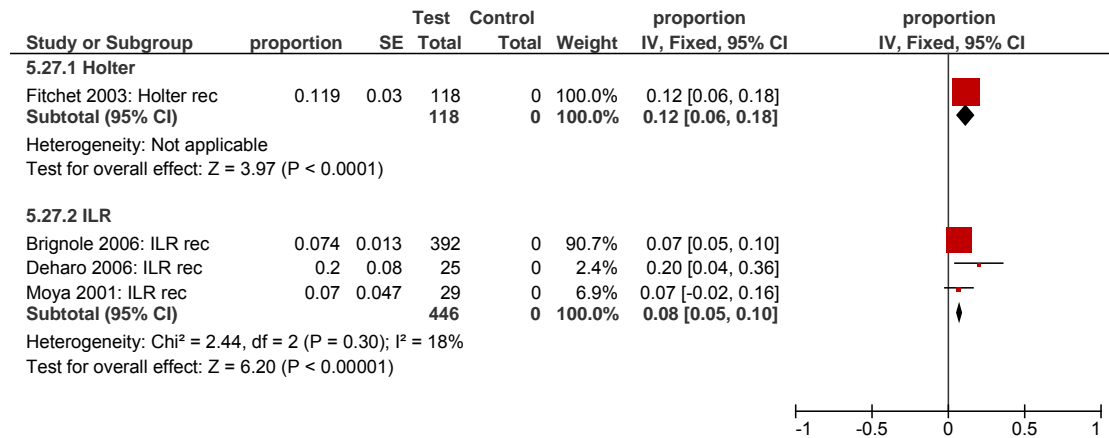 Test Control proportion proportion
Study or Subgroup proportion SE Total Total Weight IV, Fixed, 95% CI IV, Fixed, 95% CI
5.27.1 Holter
Fitchet 2003: Holter rec 0.119 0.03 118 0 100.0% 0.12 [0.06, 0.18]
Subtotal (95% CI) 118 0 100.0% 0.12 [0.06, 0.18]
Heterogeneity: Not applicable
Test for overall effect: Z = 3.97 (P < 0.0001)
5.27.2 ILR
Brignole 2006: ILR rec 0.074 0.013 392 0 90.7% 0.07 [0.05, 0.10]
Deharo 2006: ILR rec 0.2 0.08 25 0 2.4% 0.20 [0.04, 0.36]
Moya 2001: ILR rec 0.07 0.047 29 0 6.9% 0.07 [-0.02, 0.16]
Subtotal (95% CI) 446 0 100.0% 0.08 [0.05, 0.10]
Heterogeneity: Chi² = 2.44, df = 2 (P = 0.30); I² = 18%
Test for overall effect: Z = 6.20 (P < 0.00001)
-1 -0.5 0 0.5 1